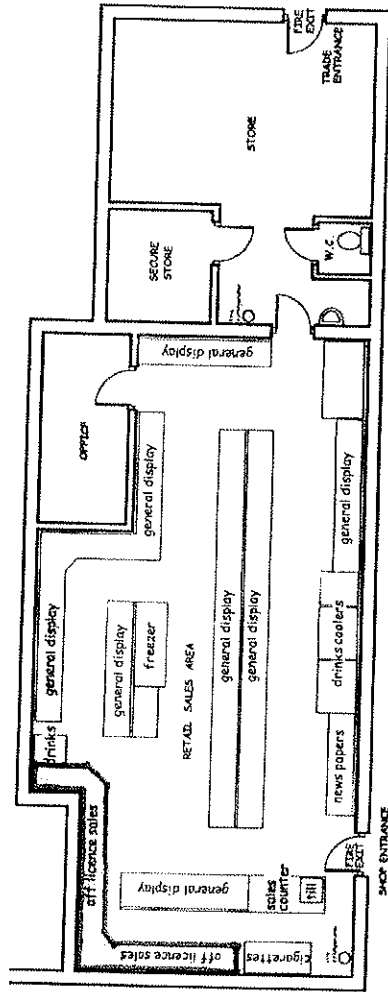 FIRE
EXIT
TRADE
ENTRANCE
STORE
SECURE
STORE
W.C.
OFFICE
general display
general display
general display
drinks
general display
freezer
RETAIL SALES AREA
general display
general display
general display
drinks coolers
news papers
off licence sales
general display
sales
counter
till
off licence sales
cigarettes
FIRE
EXIT
SHOP ENTRANCE